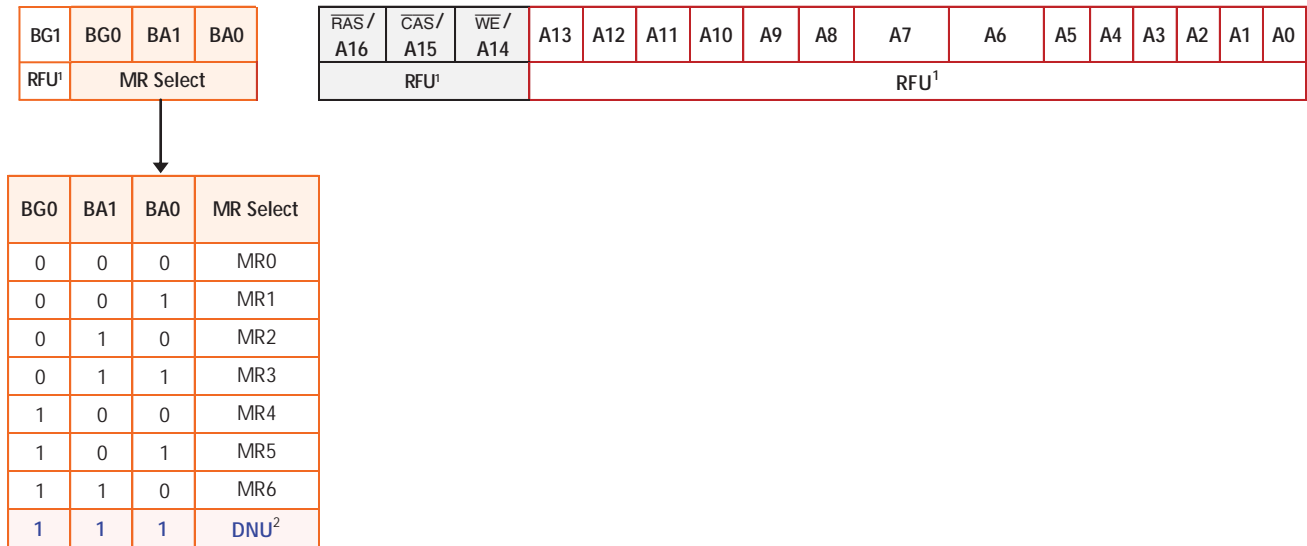 BG1 BG0 BA1 BA0
RFU¹ MR Select
RAS/ CAS/ WE/
A16 A15 A14 A13 A12 A11 A10 A9 A8 A7 A6 A5 A4 A3 A2 A1 A0
RFU¹ RFU¹
BG0 BA1 BA0 MR Select
0 0 0 MR0
0 0 1 MR1
0 1 0 MR2
0 1 1 MR3
1 0 0 MR4
1 0 1 MR5
1 1 0 MR6
1 1 1 DNU²